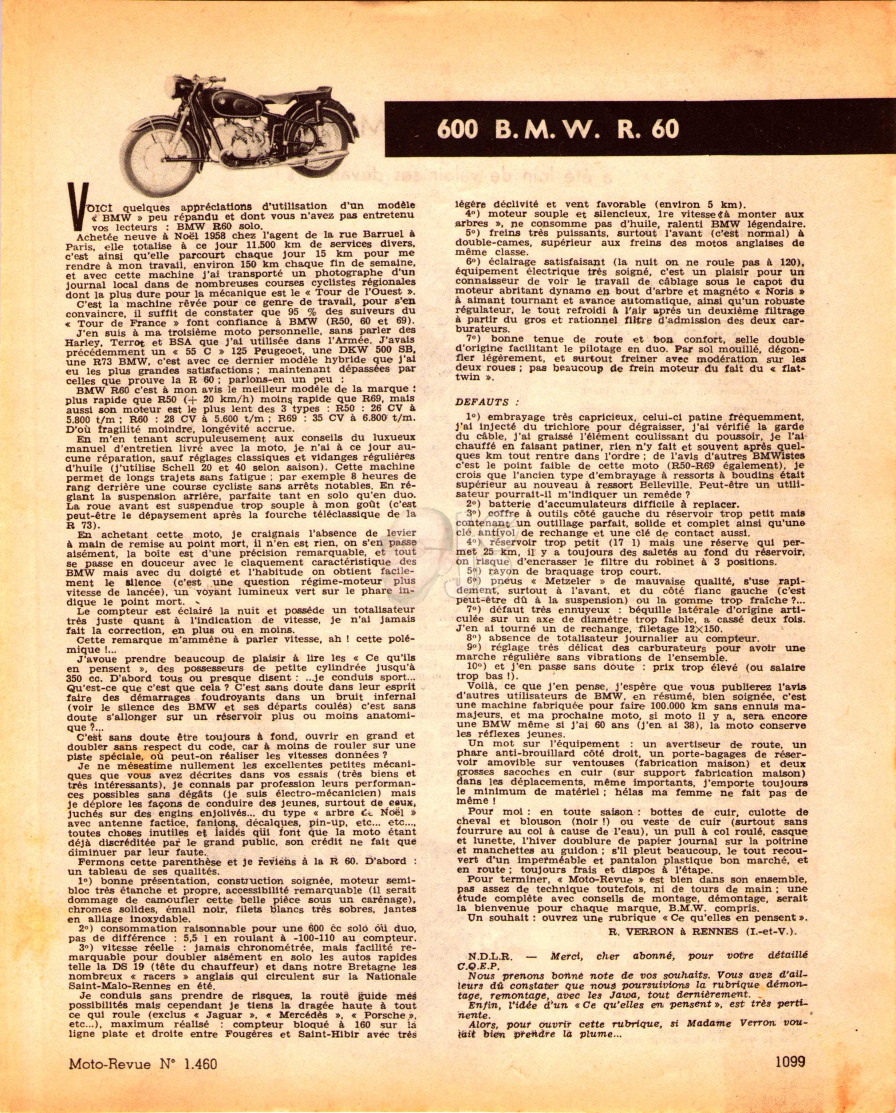 600 B.M.W. R. 60
VOICI quelques appréciations d'utilisation d'un modèle
« BMW » peu répandu et dont vous n'avez pas entretenu
vos lecteurs : BMW R60 solo.
Achetée neuve à Noël 1958 chez l'agent de la rue Barruel à
Paris, elle totalise à ce jour 11.500 km de services divers,
c'est ainsi qu'elle parcourt chaque jour 15 km pour me
rendre à mon travail, environ 150 km chaque fin de semaine,
et avec cette machine j'ai transporté un photographe d'un
journal local dans de nombreuses courses cyclistes régionales
dont la plus dure pour la mécanique est le « Tour de l'Ouest ».
C'est la machine rêvée pour ce genre de travail, pour s'en
convaincre, il suffit de constater que 95 % des suiveurs du
« Tour de France » font confiance à BMW (R50, 60 et 69).
J'en suis à ma troisième moto personnelle, sans parler des
Harley, Terrot et BSA que j'ai utilisée dans l'Armée. J'avais
précédemment un « 55 C » 125 Peugeoet, une DKW 500 SB,
une R73 BMW, c'est avec ce dernier modèle hybride que j'ai
eu les plus grandes satisfactions ; maintenant dépassées par
celles que prouve la R 60 ; parlons-en un peu :
BMW R60 c'est à mon avis le meilleur modèle de la marque :
plus rapide que R50 (+ 20 km/h) moins rapide que R69, mais
aussi son moteur est le plus lent des 3 types : R50 : 26 CV à
5.800 t/m ; R60 : 28 CV à 5.600 t/m ; R69 : 35 CV à 6.800 t/m.
D'où fragilité moindre, longévité accrue.
En m'en tenant scrupuleusement aux conseils du luxueux
manuel d'entretien livré avec la moto, je n'ai à ce jour au-
cune réparation, sauf réglages classiques et vidanges régulières
d'huile (j'utilise Schell 20 et 40 selon saison). Cette machine
permet de longs trajets sans fatigue ; par exemple 8 heures de
rang derrière une course cycliste sans arrêts notables. En ré-
glant la suspension arrière, parfaite tant en solo qu'en duo.
La roue avant est suspendue trop souple à mon goût (c'est
peut-être le dépaysement après la fourche téléclassique de la
R 73).
En achetant cette moto, je craignais l'absence de levier
à main de remise au point mort, il n'en est rien, on s'en passe
aisément, la boîte est d'une précision remarquable, et tout
se passe en douceur avec le claquement caractéristique des
BMW mais avec du doigté et l'habitude on obtient facile-
ment le silence (c'est une question régime-moteur plus
vitesse de lancée), un voyant lumineux vert sur le phare in-
dique le point mort.
Le compteur est éclairé la nuit et possède un totalisateur
très juste quant à l'indication de vitesse, je n'ai jamais
fait la correction, en plus ou en moins.
Cette remarque m'ammène à parler vitesse, ah ! cette polé-
mique !...
J'avoue prendre beaucoup de plaisir à lire les « Ce qu'ils
en pensent », des possesseurs de petite cylindrée jusqu'à
350 cc. D'abord tous ou presque disent : ...je conduis sport...
Qu'est-ce que c'est que cela ? C'est sans doute dans leur esprit
faire des démarrages foudroyants dans un bruit infernal
(voir le silence des BMW et ses départs coulés) c'est sans
doute s'allonger sur un réservoir plus ou moins anatomi-
que ?...
C'est sans doute être toujours à fond, ouvrir en grand et
doubler sans respect du code, car à moins de rouler sur une
piste spéciale, où peut-on réaliser les vitesses données ?
Je ne mésestime nullement les excellentes petites mécani-
ques que vous avez décrites dans vos essais (très biens et
très intéressants), je connais par profession leurs performan-
ces possibles sans dégâts (je suis électro-mécanicien) mais
je déplore les façons de conduire des jeunes, surtout de ceux,
juchés sur des engins enjolivés... du type « arbre de Noël »
avec antenne factice, fanions, décalques, pin-up, etc... etc...,
toutes choses inutiles et laides qui font que la moto étant
déjà discréditée par le grand public, son crédit ne fait que
diminuer par leur faute.
Fermons cette parenthèse et je reviens à la R 60. D'abord :
un tableau de ses qualités.
1°) bonne présentation, construction soignée, moteur semi-
bloc très étanche et propre, accessibilité remarquable (il serait
dommage de camoufler cette belle pièce sous un carénage),
chromes solides, émail noir, filets blancs très sobres, jantes
en alliage inoxydable.
2°) consommation raisonnable pour une 600 cc solo ou duo,
pas de différence : 5,5 l en roulant à -100-110 au compteur.
3°) vitesse réelle : jamais chronométrée, mais facilité re-
marquable pour doubler aisément en solo les autos rapides
telle la DS 19 (tête du chauffeur) et dans notre Bretagne les
nombreux « racers » anglais qui circulent sur la Nationale
Saint-Malo-Rennes en été.
Je conduis sans prendre de risques, la route guide mes
possibilités mais cependant je tiens la dragée haute à tout
ce qui roule (exclus « Jaguar », « Mercédès », « Porsche »,
etc...), maximum réalisé : compteur bloqué à 160 sur la
ligne plate et droite entre Fougères et Saint-Hibir avec très
légère déclivité et vent favorable (environ 5 km).
4°) moteur souple et silencieux, 1re vitesse «à monter aux
arbres », ne consomme pas d'huile, ralenti BMW légendaire.
5°) freins très puissants, surtout l'avant (c'est normal) à
double-cames, supérieur aux freins des motos anglaises de
même classe.
6°) éclairage satisfaisant (la nuit on ne roule pas à 120),
équipement électrique très soigné, c'est un plaisir pour un
connaisseur de voir le travail de câblage sous le capot du
moteur abritant dynamo en bout d'arbre et magnéto « Noris »
à aimant tournant et avance automatique, ainsi qu'un robuste
régulateur, le tout refroidi à l'air après un deuxième filtrage
à partir du gros et rationnel filtre d'admission des deux car-
burateurs.
7°) bonne tenue de route et bon confort, selle double
d'origine facilitant le pilotage en duo. Par sol mouillé, dégon-
fler légèrement, et surtout freiner avec modération sur les
deux roues ; pas beaucoup de frein moteur du fait du « flat-
twin ».
DEFAUTS :
1°) embrayage très capricieux, celui-ci patine fréquemment,
j'ai injecté du trichlore pour dégraisser, j'ai vérifié la garde
du câble, j'ai graissé l'élément coulissant du poussoir, je l'ai
chauffé en faisant patiner, rien n'y fait et souvent après quel-
ques km tout rentre dans l'ordre ; de l'avis d'autres BMWistes
c'est le point faible de cette moto (R50-R69 également), je
crois que l'ancien type d'embrayage à ressorts à boudins était
supérieur au nouveau à ressort Belleville. Peut-être un utili-
sateur pourrait-il m'indiquer un remède ?
2°) batterie d'accumulateurs difficile à replacer.
3°) coffre à outils côté gauche du réservoir trop petit mais
contenant un outillage parfait, solide et complet ainsi qu'une
clé antivol de rechange et une clé de contact aussi.
4°) réservoir trop petit (17 l) mais une réserve qui per-
met 25 km, il y a toujours des saletés au fond du réservoir,
on risque d'encrasser le filtre du robinet à 3 positions.
5°) rayon de braquage trop court.
6°) pneus « Metzeler » de mauvaise qualité, s'use rapi-
dement, surtout à l'avant, et du côté flanc gauche (c'est
peut-être dû à la suspension) ou la gomme trop fraîche ?...
7°) défaut très ennuyeux : béquille latérale d'origine arti-
culée sur un axe de diamètre trop faible, a cassé deux fois.
J'en ai tourné un de rechange, filetage 12×150.
8°) absence de totalisateur journalier au compteur.
9°) réglage très délicat des carburateurs pour avoir une
marche régulière sans vibrations de l'ensemble.
10°) et j'en passe sans doute : prix trop élevé (ou salaire
trop bas !).
Voilà, ce que j'en pense, j'espère que vous publierez l'avis
d'autres utilisateurs de BMW, en résumé, bien soignée, c'est
une machine fabriquée pour faire 100.000 km sans ennuis ma-
majeurs, et ma prochaine moto, si moto il y a, sera encore
une BMW même si j'ai 60 ans (j'en ai 38), la moto conserve
les réflexes jeunes.
Un mot sur l'équipement : un avertiseur de route, un
phare anti-brouillard côté droit, un porte-bagages de réser-
voir amovible sur ventouses (fabrication maison) et deux
grosses sacoches en cuir (sur support fabrication maison)
dans les déplacements, même importants, j'emporte toujours
le minimum de matériel ; hélas ma femme ne fait pas de
même !
Pour moi : en toute saison : bottes de cuir, culotte de
cheval et blouson (noir !) ou veste de cuir (surtout sans
fourrure au col à cause de l'eau), un pull à col roulé, casque
et lunette, l'hiver doublure de papier journal sur la poitrine
et manchettes au guidon ; s'il pleut beaucoup, le tout recou-
vert d'un imperméable et pantalon plastique bon marché, et
en route ; toujours frais et dispos à l'étape.
Pour terminer, « Moto-Revue » est bien dans son ensemble,
pas assez de technique toutefois, ni de tours de main ; une
étude complète avec conseils de montage, démontage, serait
la bienvenue pour chaque marque, B.M.W. compris.
Un souhait : ouvrez une rubrique « Ce qu'elles en pensent ».
R. VERRON à RENNES (I.-et-V.).
N.D.L.R. — Merci, cher abonné, pour votre détaillé
C.Q.E.P.
Nous prenons bonne note de vos souhaits. Vous avez d'ail-
leurs dû constater que nous poursuivions la rubrique démon-
tage, remontage, avec les Jawa, tout dernièrement.
Enfin, l'idée d'un « Ce qu'elles en pensent », est très perti-
nente.
Alors, pour ouvrir cette rubrique, si Madame Verron vou-
lait bien prendre la plume...
Moto-Revue N° 1.460
1099